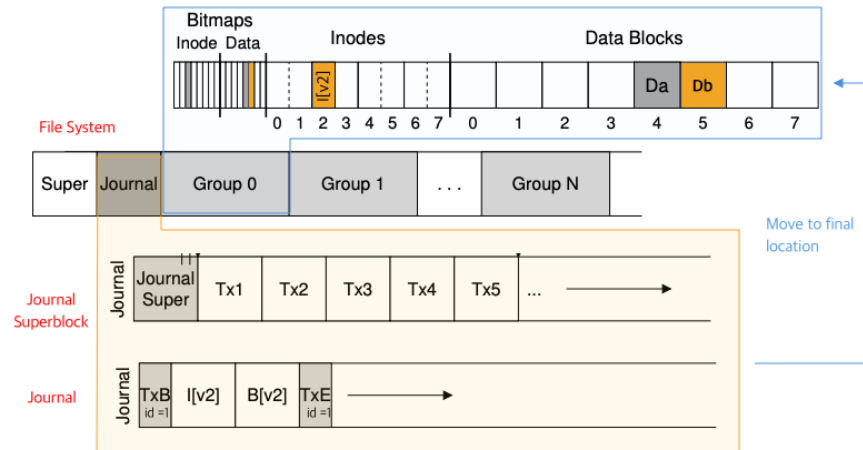 Bitmaps
Inode Data
Inodes
Data Blocks
I[v2]
Da
Db
0 1 2 3 4 5 6 7 0 1 2 3 4 5 6 7
File System
Super Journal Group 0 Group 1 . . . Group N
Move to final
location
Journal
Journal
Super
Tx1 Tx2 Tx3 Tx4 Tx5 ...
Journal
Superblock
Journal
Journal
TxB
id =1
I[v2]
B[v2]
TxE
id =1